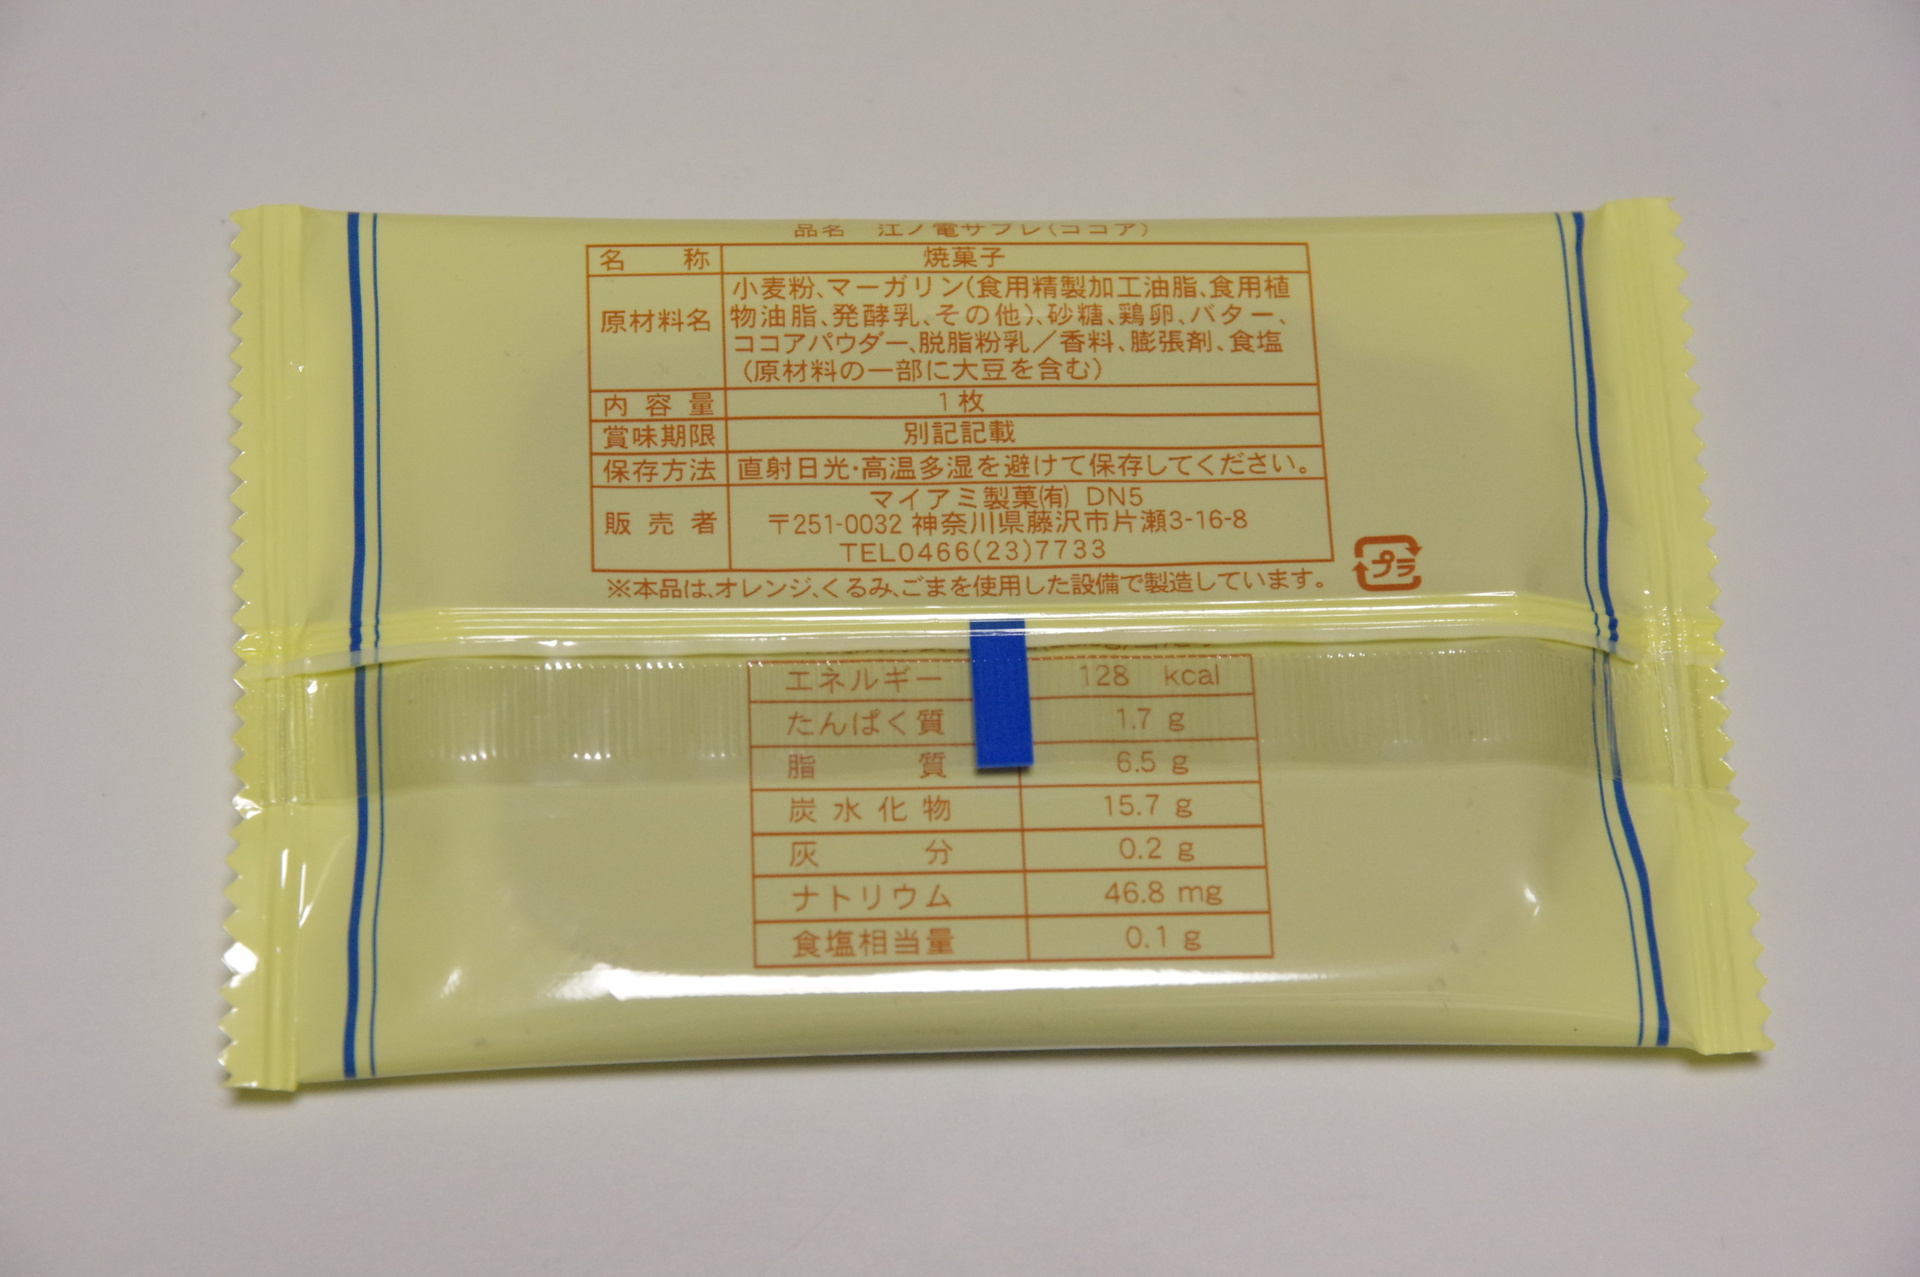 品名 江ノ電サブレ(ココア)
名称 焼菓子
原材料名 小麦粉、マーガリン(食用精製加工油脂、食用植
物油脂、発酵乳、その他)、砂糖、鶏卵、バター、
ココアパウダー、脱脂粉乳／香料、膨張剤、食塩
(原材料の一部に大豆を含む)
内容量 1枚
賞味期限 別記記載
保存方法 直射日光・高温多湿を避けて保存してください。
販売者 マイアミ製菓㈲ DN5
〒251-0032 神奈川県藤沢市片瀬3-16-8
TEL0466(23)7733
※本品は、オレンジ、くるみ、ごまを使用した設備で製造しています。
プラ
エネルギー 128 kcal
たんぱく質 1.7 g
脂質 6.5 g
炭水化物 15.7 g
灰分 0.2 g
ナトリウム 46.8 mg
食塩相当量 0.1 g